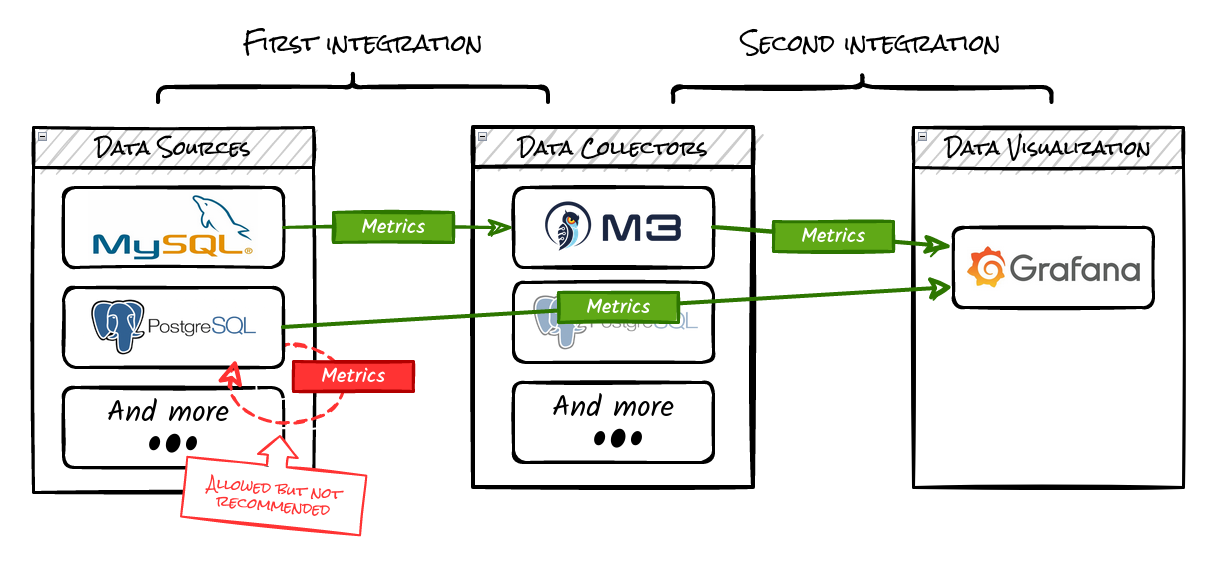 First integration
Second integration
Data Sources
Data Collectors
Data Visualization
MySQL®
Metrics
M3
Metrics
Grafana
PostgreSQL
Metrics
PostgreSQL
Metrics
And more
And more
Allowed but not
recommended